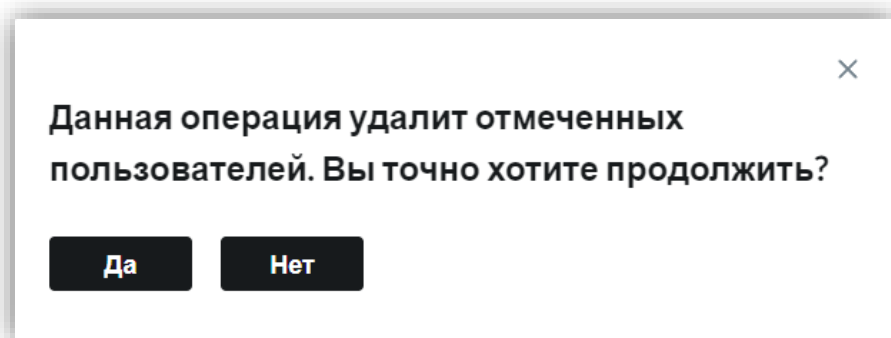 Данная операция удалит отмеченных
пользователей. Вы точно хотите продолжить?
Да
Нет